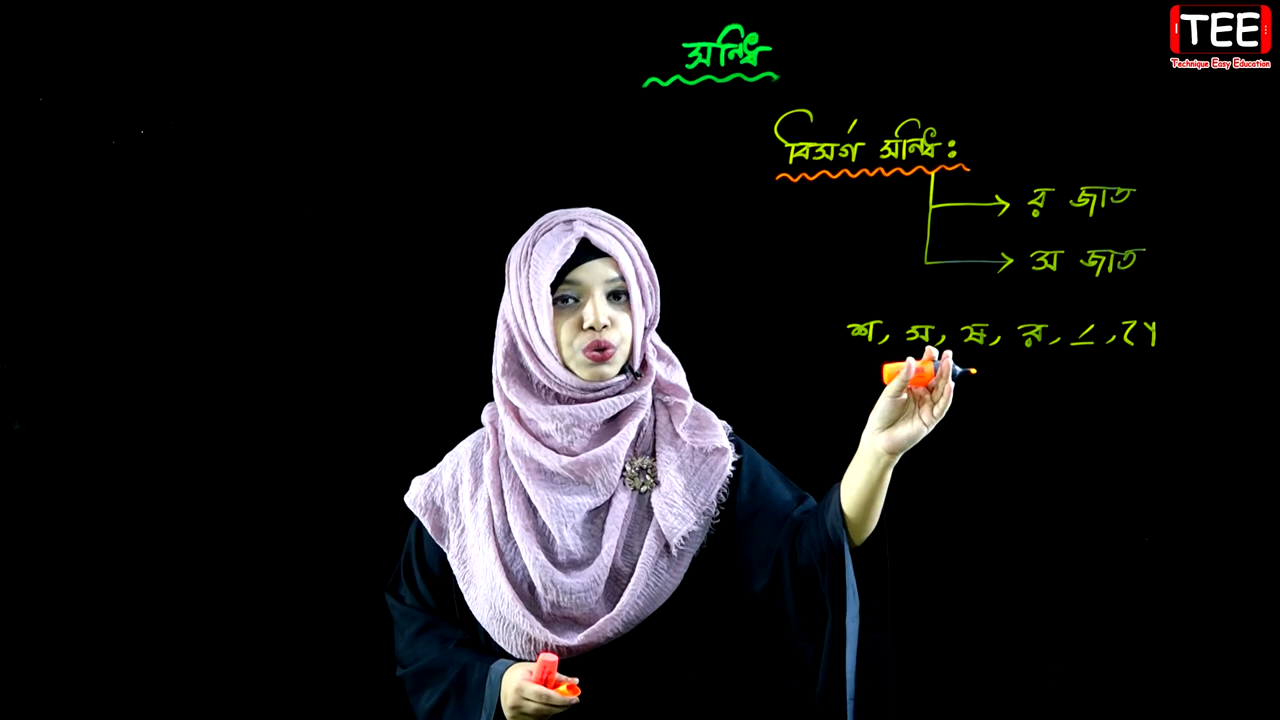 TEE
Technique Easy Education
সন্ধি
বিসর্গ সন্ধি:
র জাত
অ জাত
শ, স, ষ, র, র্, ো